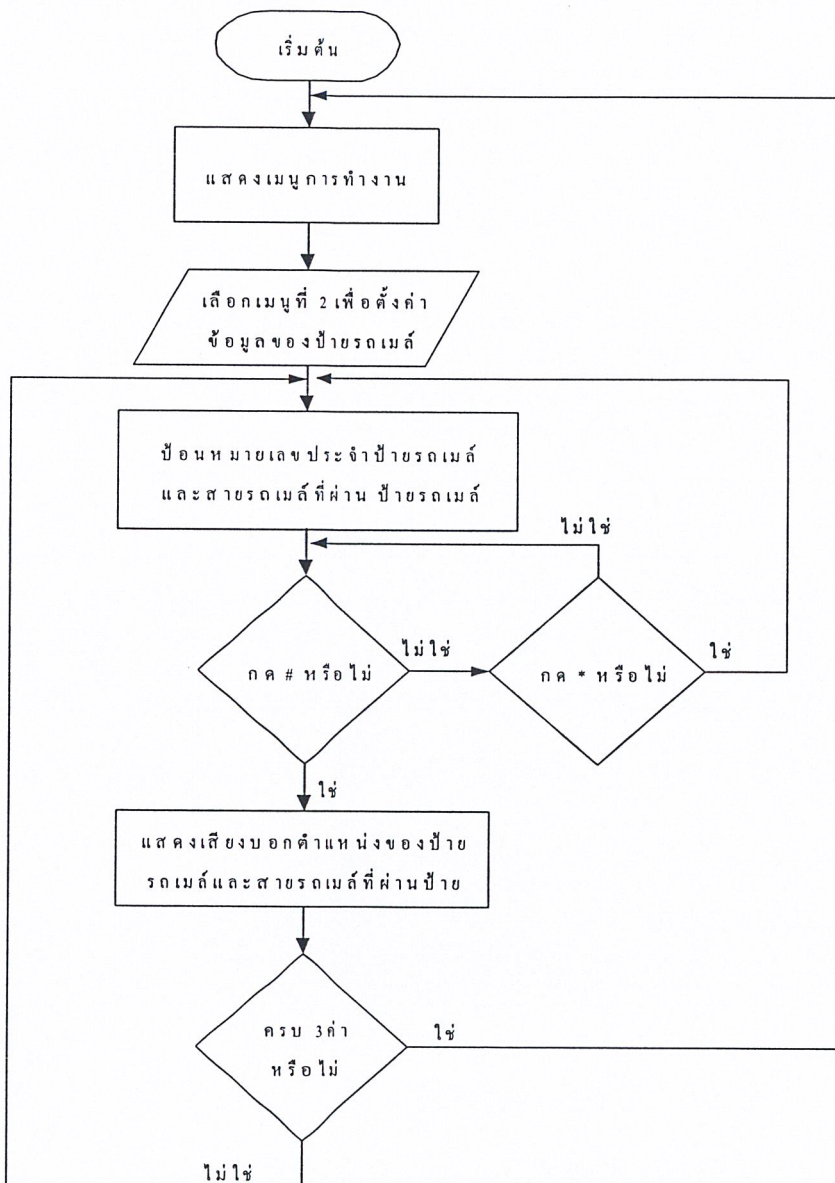 เริ่มต้น
แสดงเมนูการทำงาน
เลือกเมนูที่ 2 เพื่อตั้งค่า
ข้อมูลของป้ายรถเมล์
ป้อนหมายเลขประจำป้ายรถเมล์
และสายรถเมล์ที่ผ่าน ป้ายรถเมล์
ไม่ใช่
กด # หรือไม่
ไม่ใช่
กด * หรือไม่
ใช่
ใช่
แสดงเสียงบอกตำแหน่งของป้าย
รถเมล์และสายรถเมล์ที่ผ่านป้าย
ครบ 3ค่า
หรือไม่
ใช่
ไม่ใช่